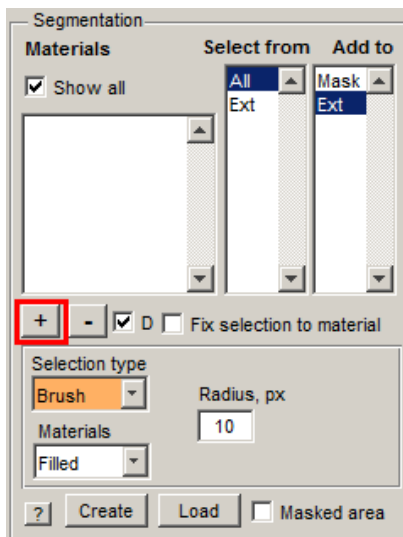 Segmentation
Materials Select from Add to
Show all
All Mask
Ext Ext
+ - D Fix selection to material
Selection type
Brush Radius, px
10
Materials
Filled
? Create Load Masked area